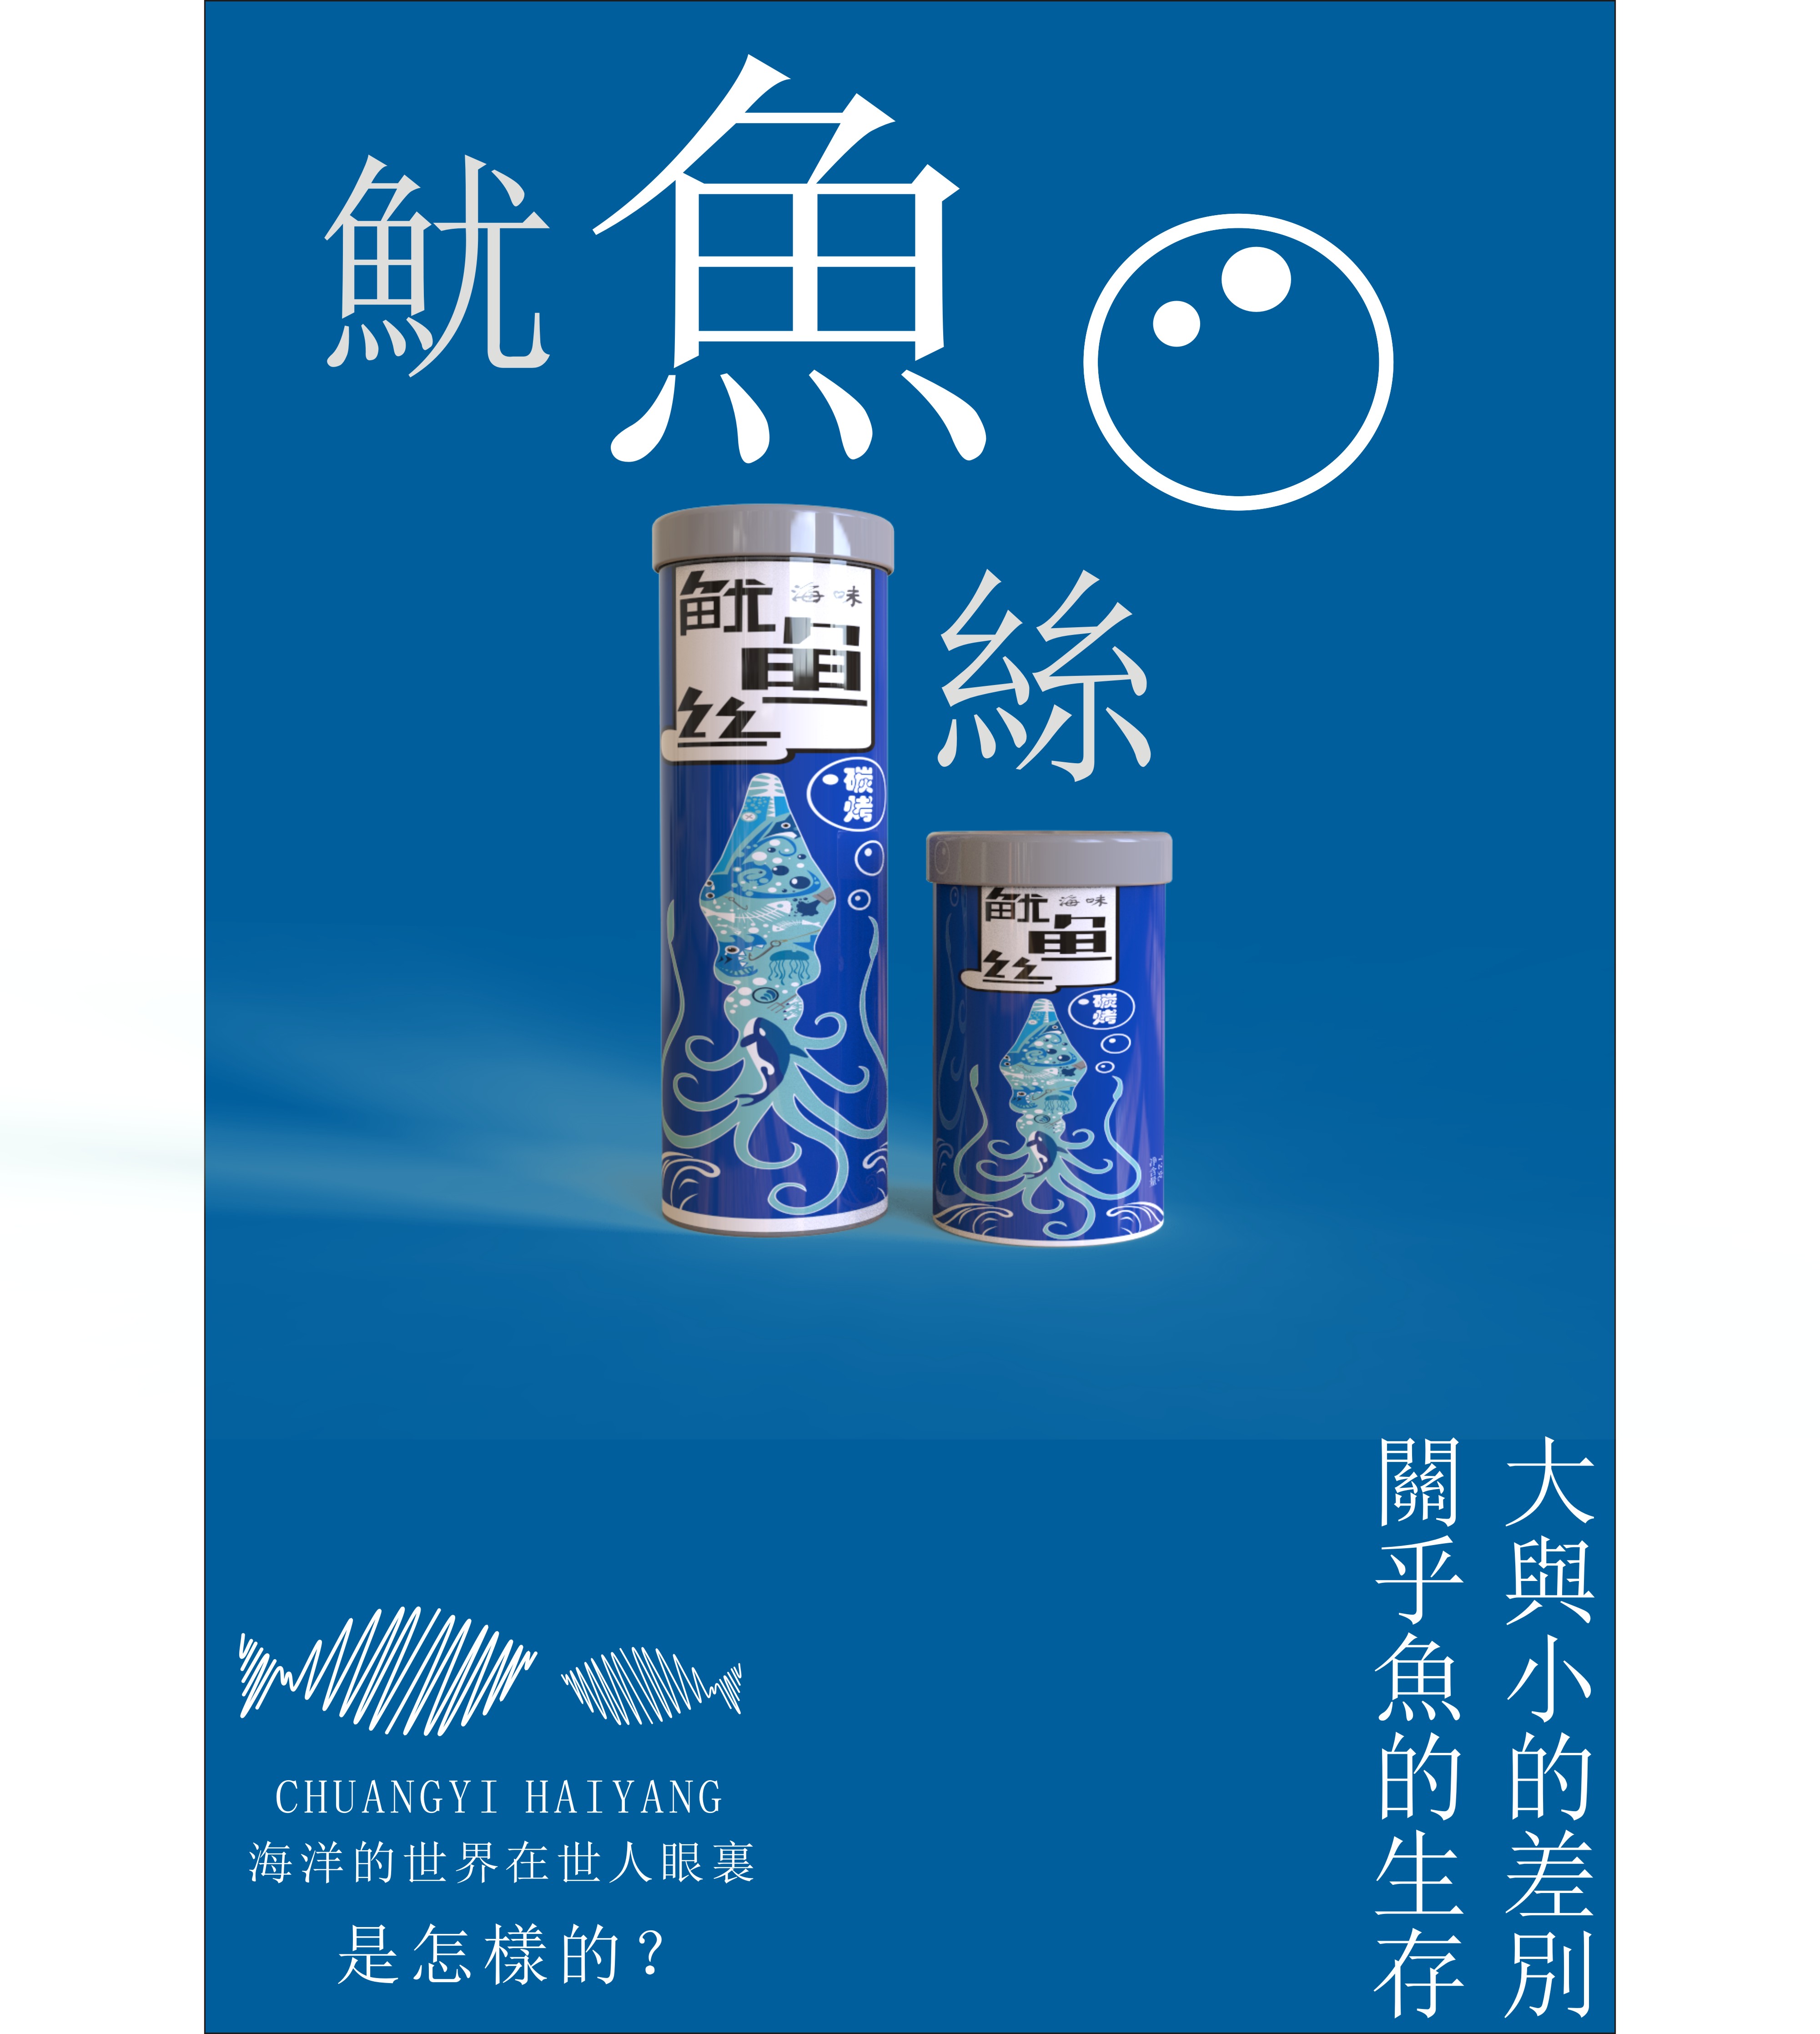 魷魚
絲
魷 海味
鱼
丝
碳
烤
魷 海味
鱼
丝
碳
烤
大與小的差別
關乎魚的生存
CHUANGYI HAIYANG
海洋的世界在世人眼裏
是怎樣的？